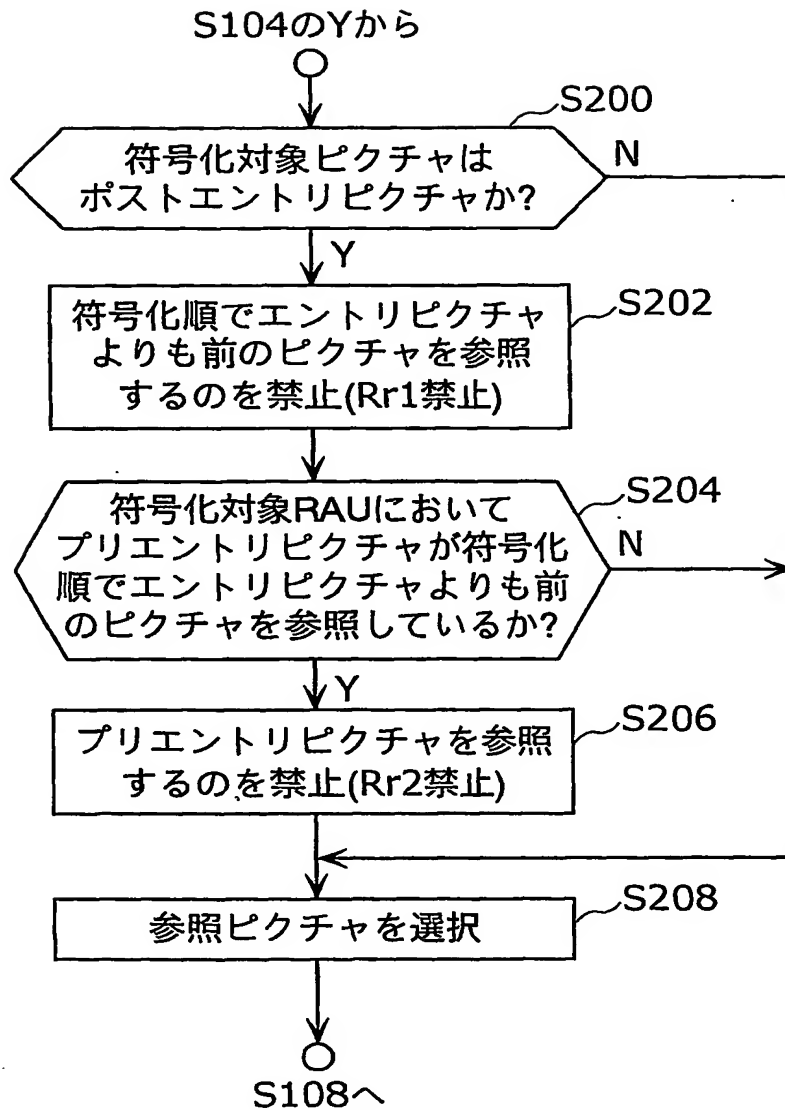 S104のYから
S200
符号化対象ピクチャは
ポストエントリピクチャか?
N
Y
S202
符号化順でエントリピクチャ
よりも前のピクチャを参照
するのを禁止(Rr1禁止)
S204
符号化対象RAUにおいて
プリエントリピクチャが符号化
順でエントリピクチャよりも前
のピクチャを参照しているか?
N
Y
S206
プリエントリピクチャを参照
するのを禁止(Rr2禁止)
S208
参照ピクチャを選択
S108へ